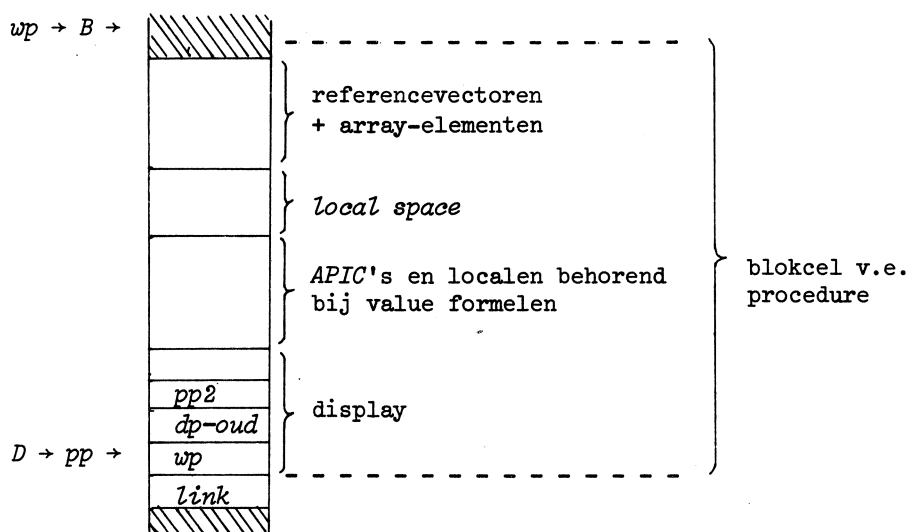 wp → B →
referencevectoren
+ array-elementen
local space
APIC's en localen behorend
bij value formelen
blokcel v.e.
procedure
pp2
dp-oud
display
D → pp →
wp
link